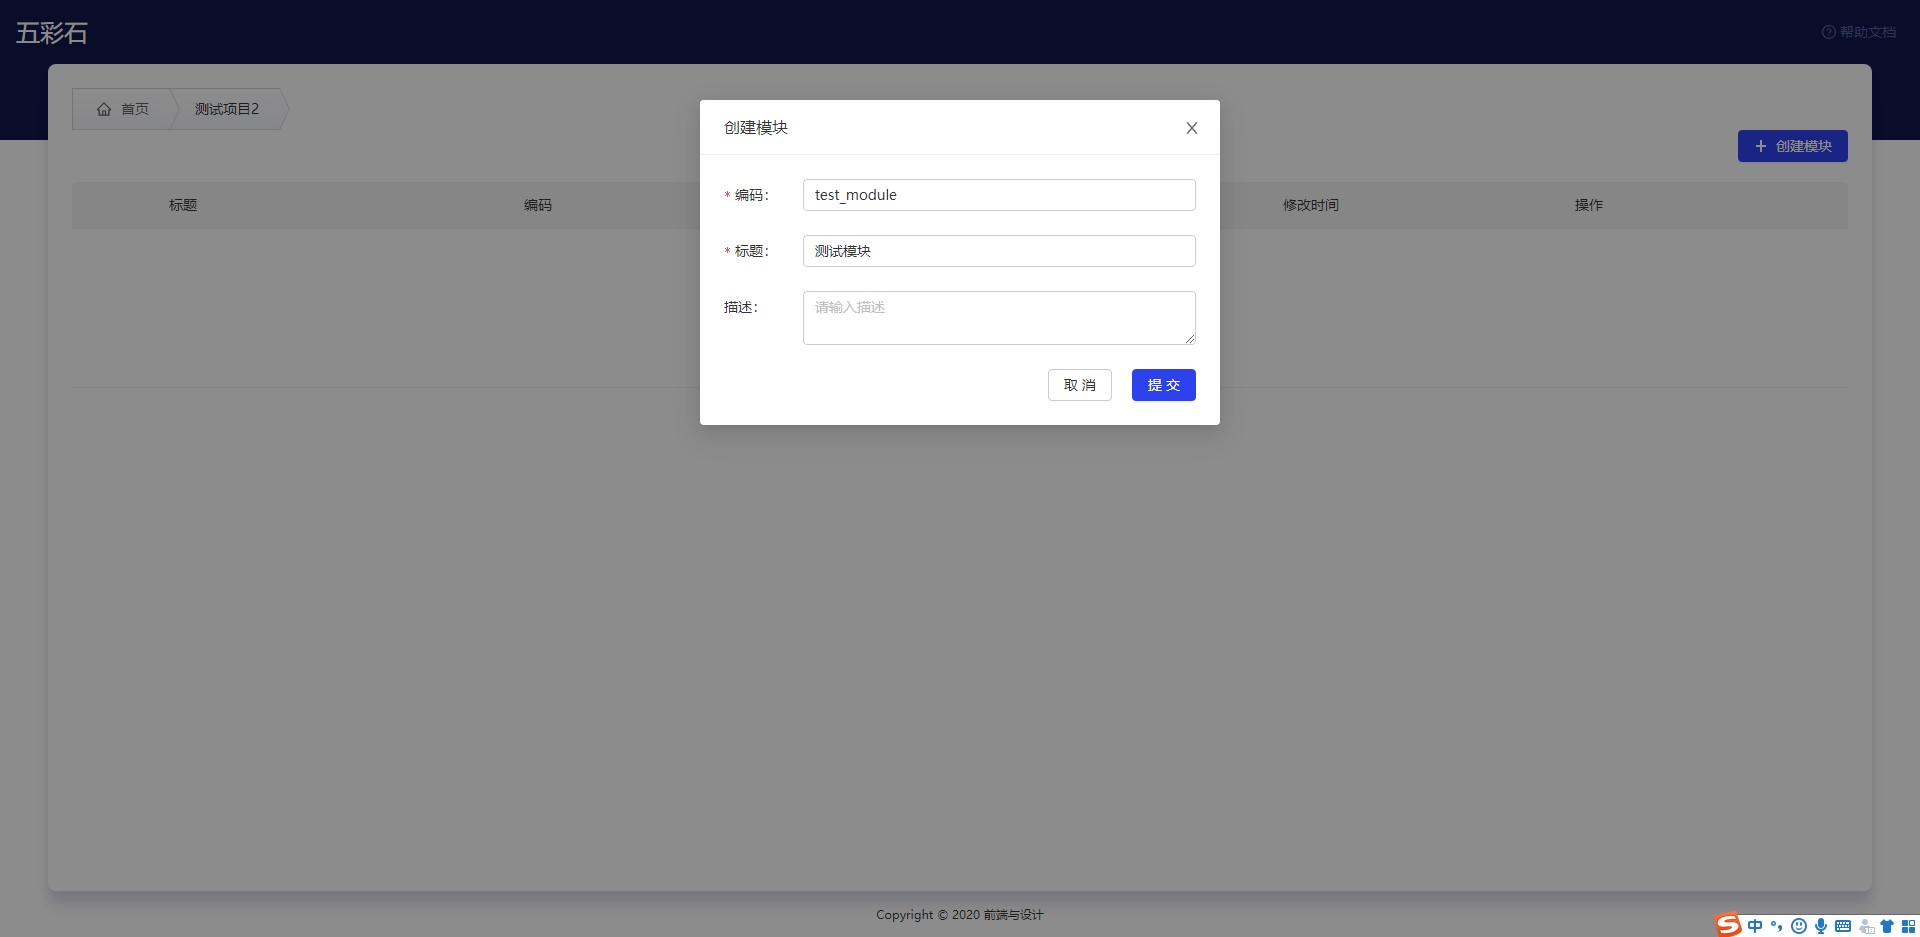 五彩石
帮助文档
首页
测试项目2
创建模块
创建模块
标题
编码
修改时间
操作
* 编码:
test_module
* 标题:
测试模块
描述:
请输入描述
取 消
提 交
Copyright © 2020 前端与设计
中